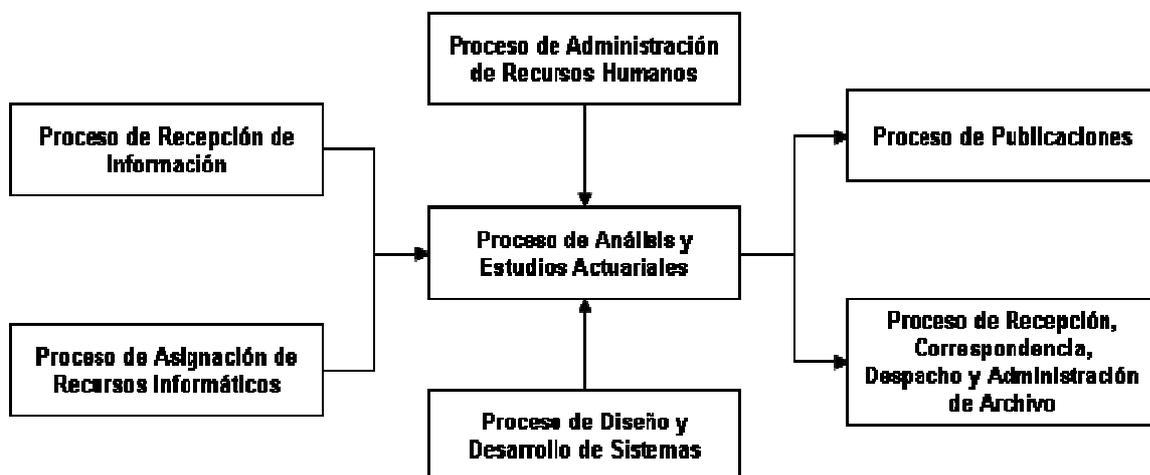 Proceso de Administración
de Recursos Humanos
Proceso de Recepción de
Información
Proceso de Publicaciones
Proceso de Análisis y
Estudios Actuariales
Proceso de Asignación de
Recursos Informáticos
Proceso de Recepción,
Correspondencia,
Despacho y Administración
de Archivo
Proceso de Diseño y
Desarrollo de Sistemas